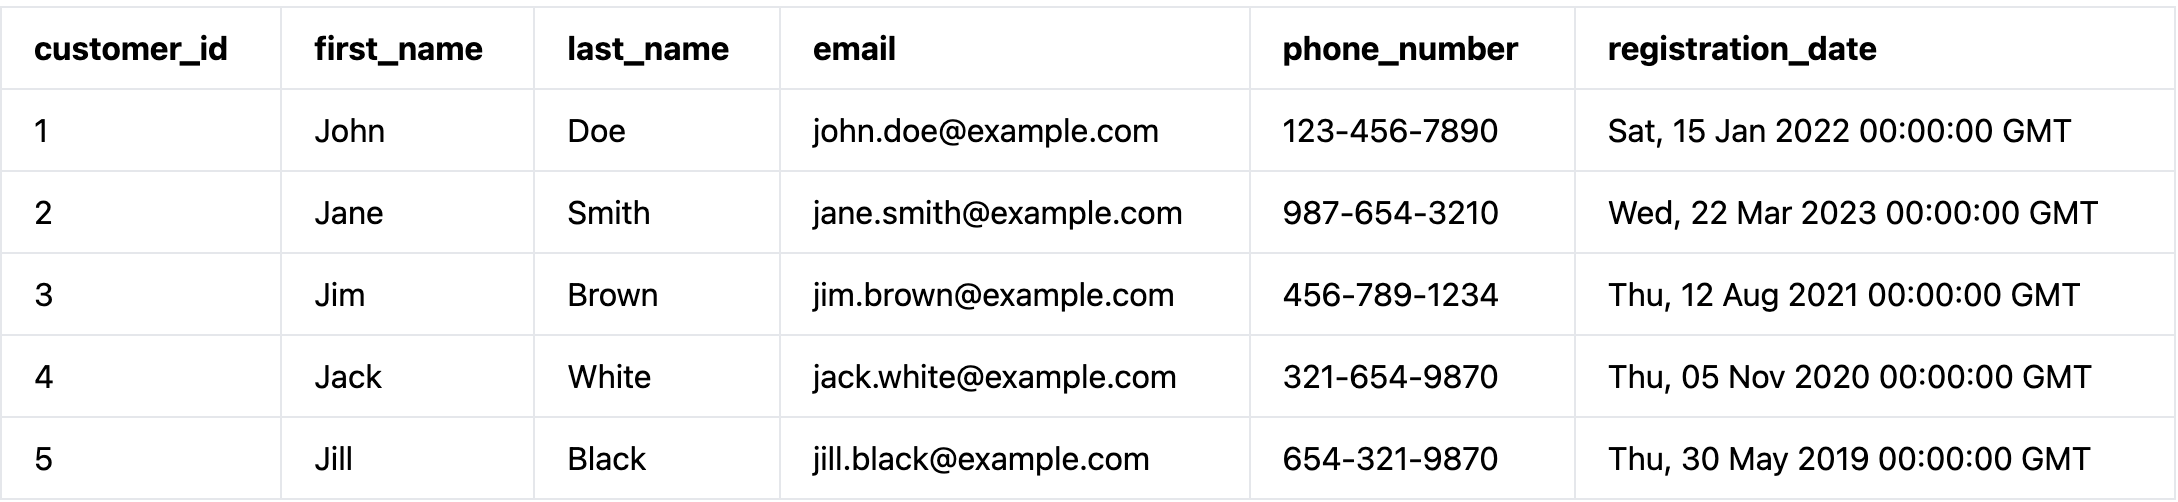 customer_id first_name last_name email phone_number registration_date
1 John Doe john.doe@example.com 123-456-7890 Sat, 15 Jan 2022 00:00:00 GMT
2 Jane Smith jane.smith@example.com 987-654-3210 Wed, 22 Mar 2023 00:00:00 GMT
3 Jim Brown jim.brown@example.com 456-789-1234 Thu, 12 Aug 2021 00:00:00 GMT
4 Jack White jack.white@example.com 321-654-9870 Thu, 05 Nov 2020 00:00:00 GMT
5 Jill Black jill.black@example.com 654-321-9870 Thu, 30 May 2019 00:00:00 GMT